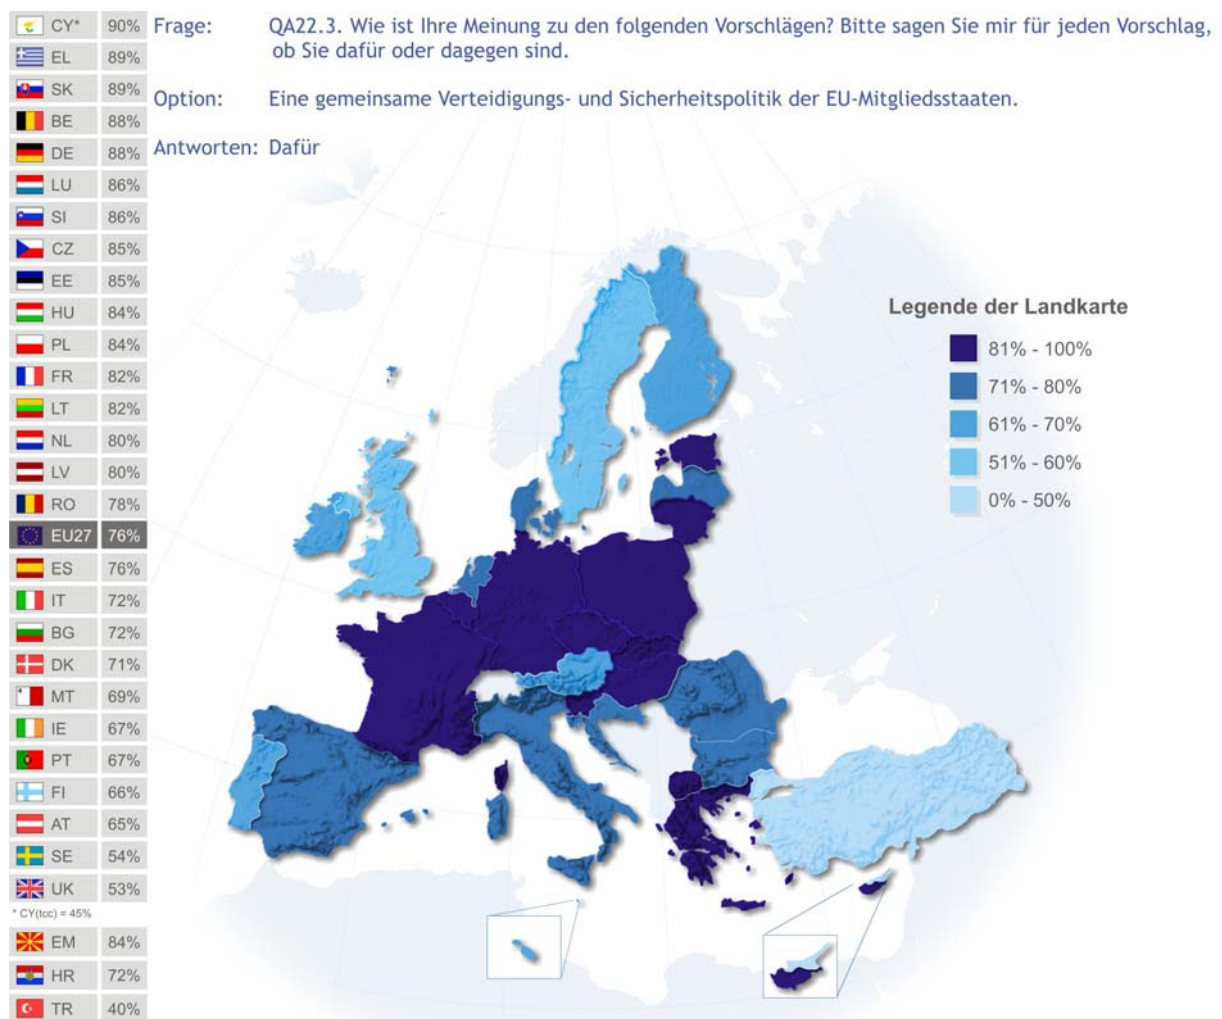 Frage: QA22.3. Wie ist Ihre Meinung zu den folgenden Vorschlägen? Bitte sagen Sie mir für jeden Vorschlag,
ob Sie dafür oder dagegen sind.
Option: Eine gemeinsame Verteidigungs- und Sicherheitspolitik der EU-Mitgliedsstaaten.
Antworten: Dafür
CY* 90%
EL 89%
SK 89%
BE 88%
DE 88%
LU 86%
SI 86%
CZ 85%
EE 85%
HU 84%
PL 84%
FR 82%
LT 82%
NL 80%
LV 80%
RO 78%
EU27 76%
ES 76%
IT 72%
BG 72%
DK 71%
MT 69%
IE 67%
PT 67%
FI 66%
AT 65%
SE 54%
UK 53%
* CY(tcc) = 45%
EM 84%
HR 72%
TR 40%
Legende der Landkarte
81% - 100%
71% - 80%
61% - 70%
51% - 60%
0% - 50%